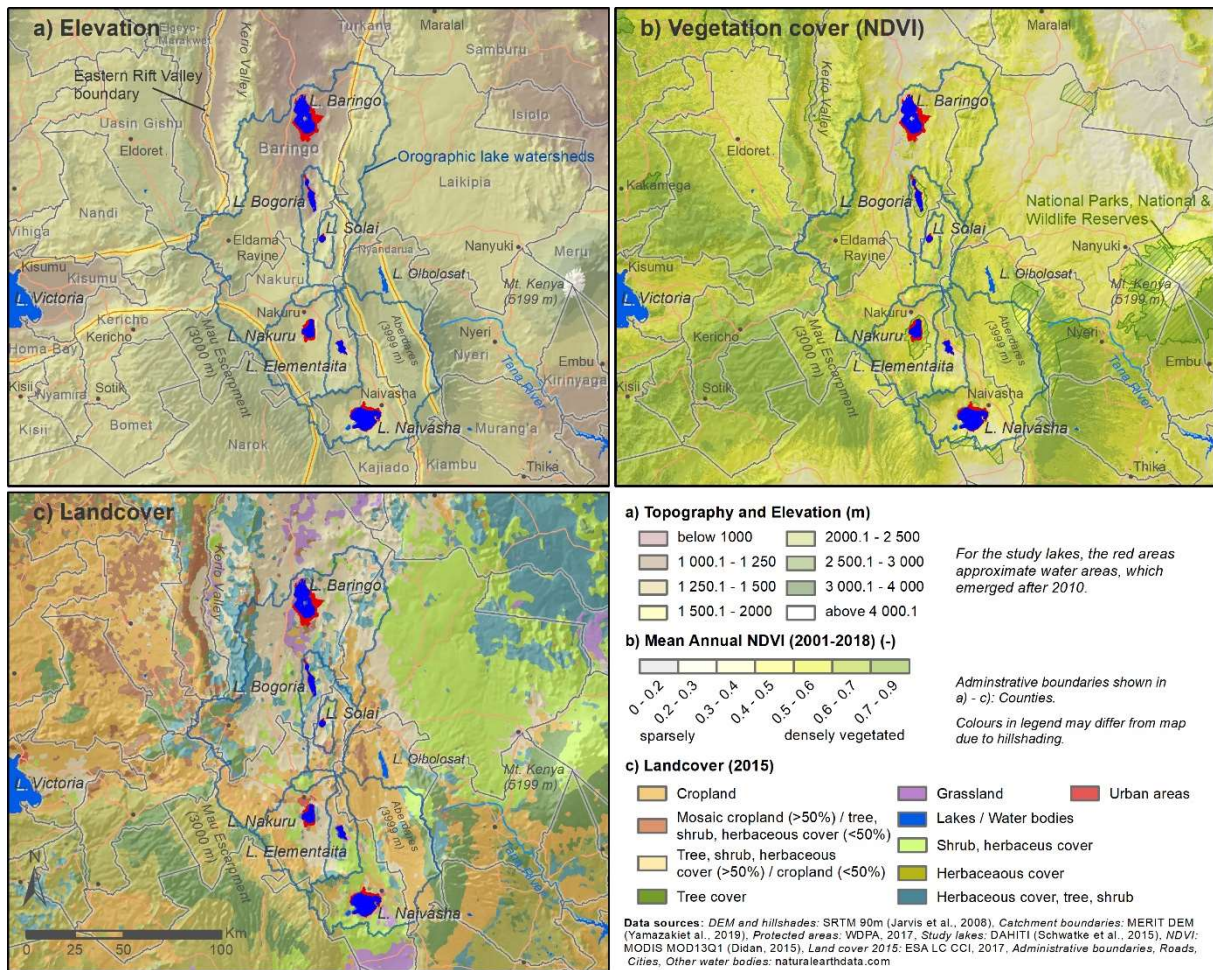 a) Elevation
Elgeyo-
Marakwet
Kerio Valley
Turkana
Maralal
Samburu
Eastern Rift Valley
boundary
L. Baringo
Isiolo
Uasin Gishu
Eldoret
Baringo
Orographic lake watersheds
Laikipia
Nandi
L. Bogoria
Vihiga
L. Solai
Eldama
Ravine
Nyandarua
Nanyuki
Meru
Kisumu
Kisumu
Nakuru
L. Olbolosat
Mt. Kenya
(5199 m)
L. Victoria
Kericho
Kericho
Nakuru
L. Nakuru
Aberdares
(3999 m)
Nyeri
Nyeri
Homa Bay
Mau Escarpment
(3000 m)
L. Elementaita
Tana River
Embu
Kirinyaga
Kisii
Nyamira
Sotik
Naivasha
Kisii
Bomet
Narok
L. Naivasha
Murang'a
Kajiado
Kiambu
Thika
b) Vegetation cover (NDVI)
Maralal
Kerio Valley
L. Baringo
Eldoret
Kakamega
National Parks, National &
Wildlife Reserves
L. Bogoria
L. Solai
Eldama
Ravine
Nanyuki
Kisumu
L. Olbolosat
Mt. Kenya
(5199 m)
L. Victoria
Nakuru
Kericho
L. Nakuru
Aberdares
(3999 m)
Nyeri
Mau Escarpment
(3000 m)
L. Elementaita
Tana River
Embu
Kisii
Sotik
Naivasha
L. Naivasha
Thika
c) Landcover
Kerio Valley
L. Baringo
L. Bogoria
L. Solai
L. Olbolosat
Mt. Kenya
(5199 m)
L. Victoria
L. Nakuru
Aberdares
(3999 m)
Mau Escarpment
(3000 m)
L. Elementaita
Tana River
N
L. Naivasha
Km
0 25 50 100
a) Topography and Elevation (m)
below 1000
1 000.1 - 1 250
1 250.1 - 1 500
1 500.1 - 2000
2000.1 - 2 500
2 500.1 - 3 000
3 000.1 - 4 000
above 4 000.1
For the study lakes, the red areas
approximate water areas, which
emerged after 2010.
b) Mean Annual NDVI (2001-2018) (-)
0 - 0.2
0.2 - 0.3
0.3 - 0.4
0.4 - 0.5
0.5 - 0.6
0.6 - 0.7
0.7 - 0.9
sparsely
densely vegetated
Adminstrative boundaries shown in
a) - c): Counties.
Colours in legend may differ from map
due to hillshading.
c) Landcover (2015)
Cropland
Mosaic cropland (>50%) / tree,
shrub, herbaceous cover (<50%)
Tree, shrub, herbaceous
cover (>50%) / cropland (<50%)
Tree cover
Grassland
Lakes / Water bodies
Shrub, herbaceus cover
Herbaceaous cover
Herbaceous cover, tree, shrub
Urban areas
Data sources: DEM and hillshades: SRTM 90m (Jarvis et al., 2008), Catchment boundaries: MERIT DEM
(Yamazakiet al., 2019), Protected areas: WDPA, 2017, Study lakes: DAHITI (Schwatke et al., 2015), NDVI:
MODIS MOD13Q1 (Didan, 2015), Land cover 2015: ESA LC CCI, 2017, Administrative boundaries, Roads,
Cities, Other water bodies: naturalearthdata.com